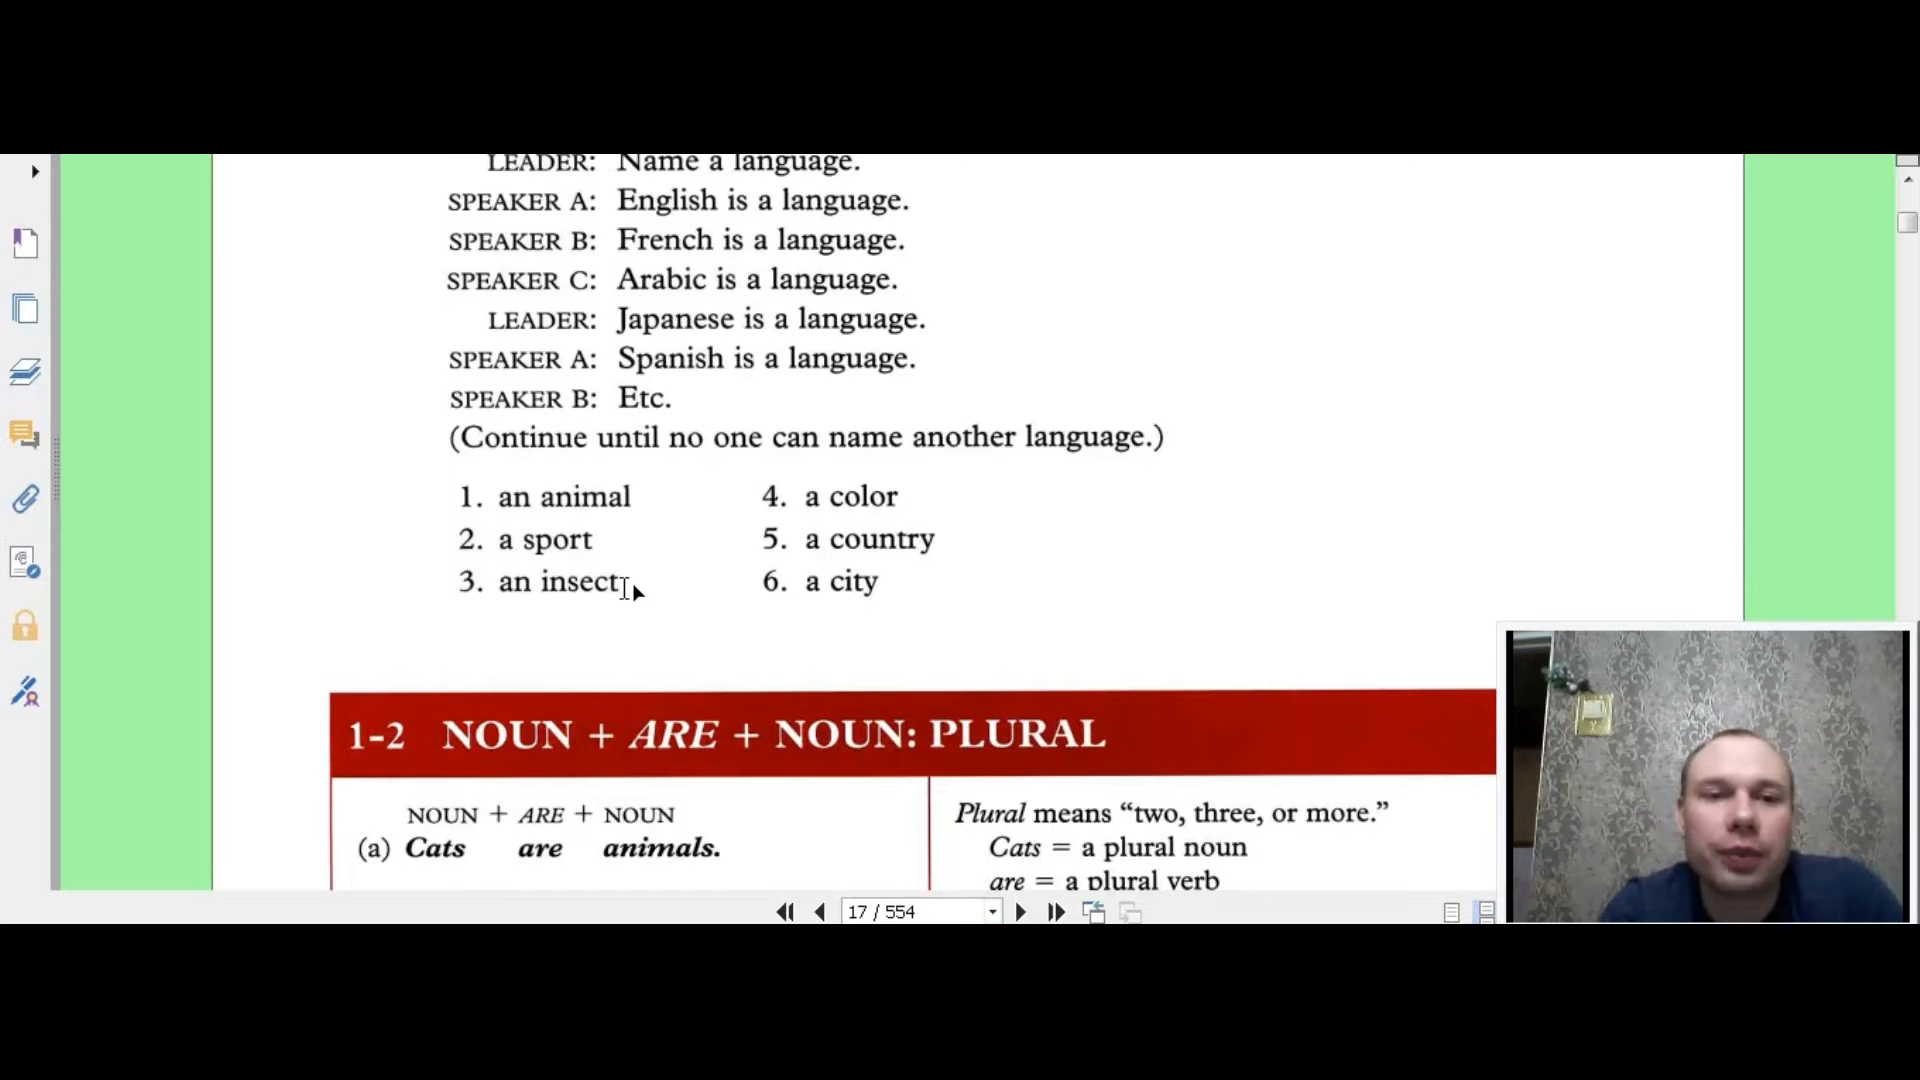 LEADER: Name a language.
SPEAKER A: English is a language.
SPEAKER B: French is a language.
SPEAKER C: Arabic is a language.
LEADER: Japanese is a language.
SPEAKER A: Spanish is a language.
SPEAKER B: Etc.
(Continue until no one can name another language.)
1. an animal
2. a sport
3. an insect
4. a color
5. a country
6. a city
1-2 NOUN + ARE + NOUN: PLURAL
NOUN + ARE + NOUN
(a) Cats are animals.
Plural means “two, three, or more.”
Cats = a plural noun
are = a plural verb
17 / 554